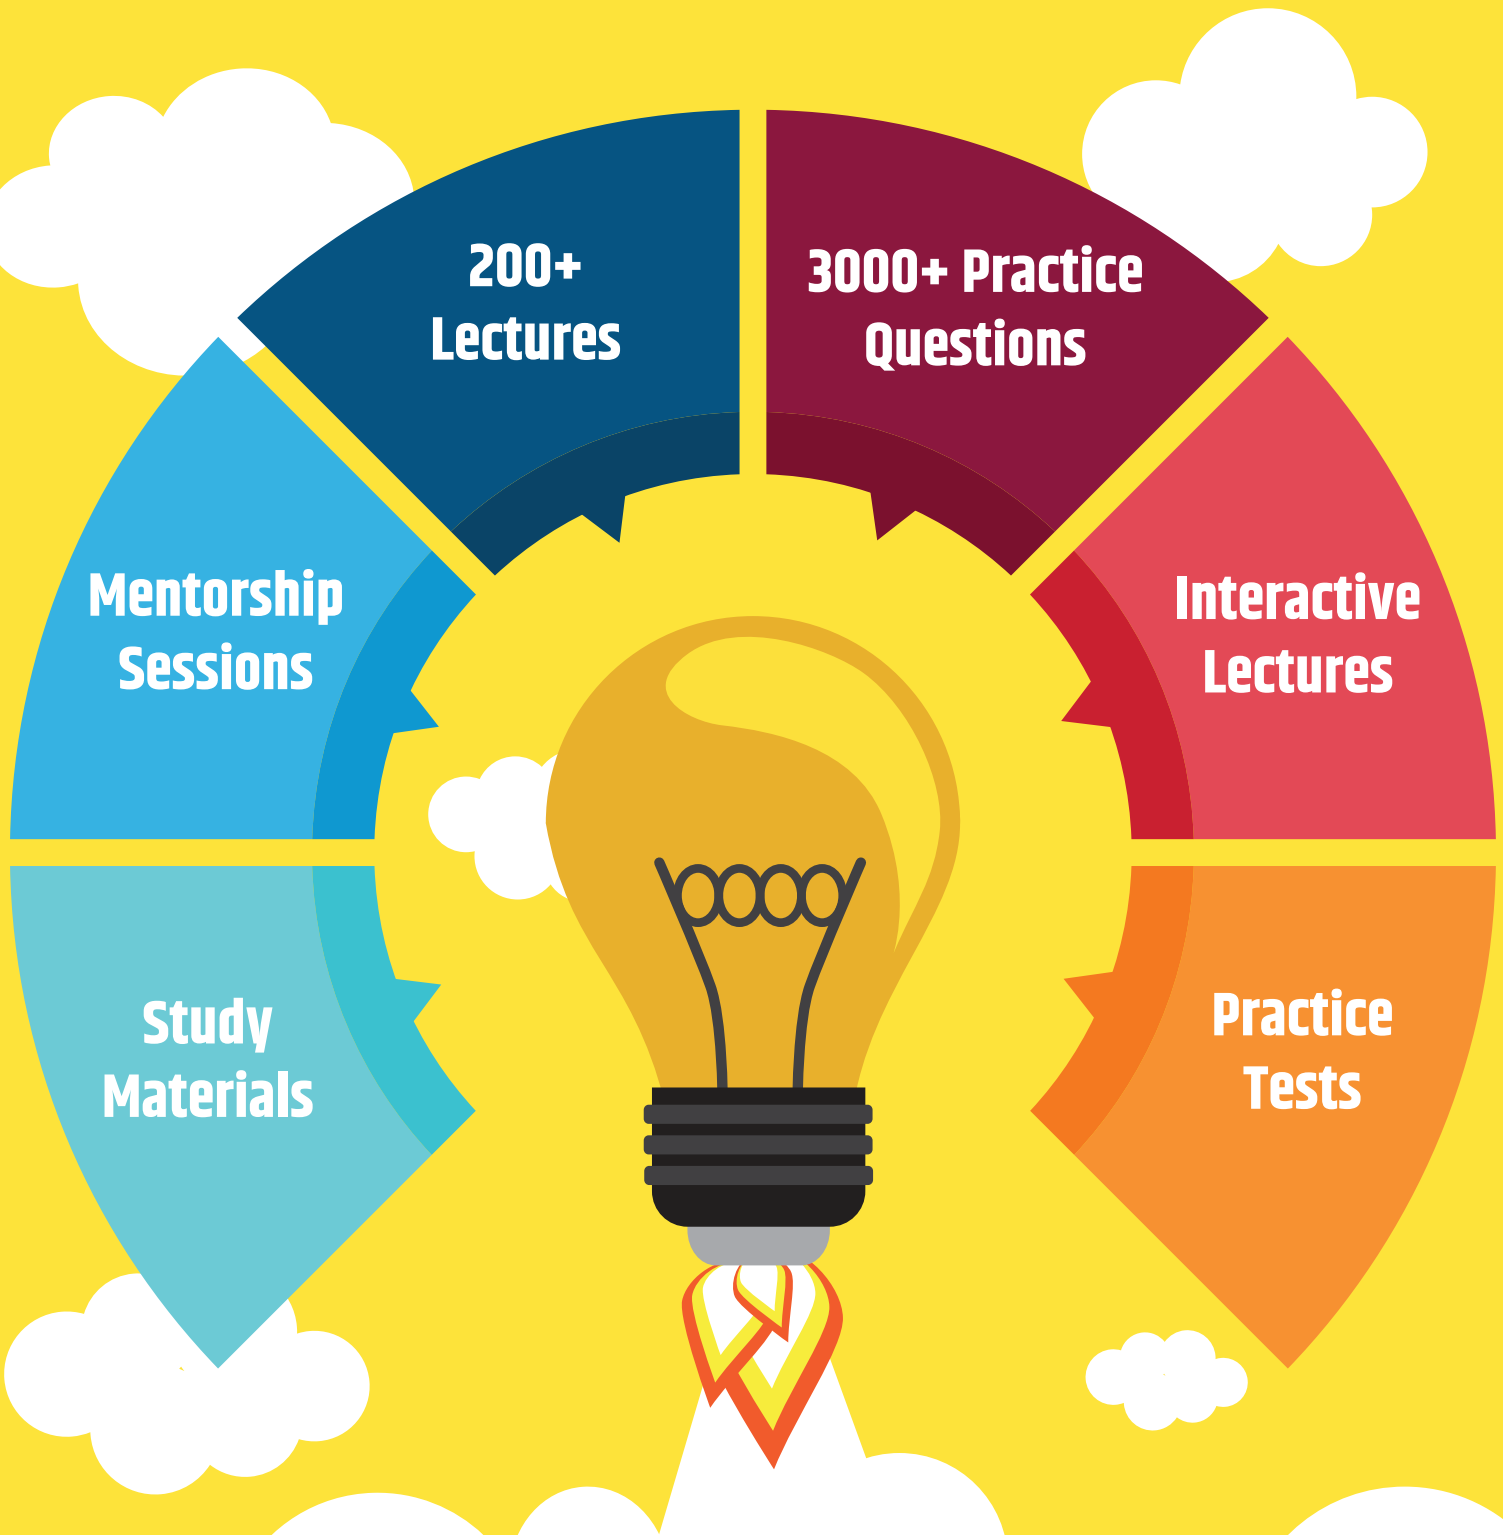 200+
Lectures
3000+ Practice
Questions
Mentorship
Sessions
Interactive
Lectures
Study
Materials
Practice
Tests